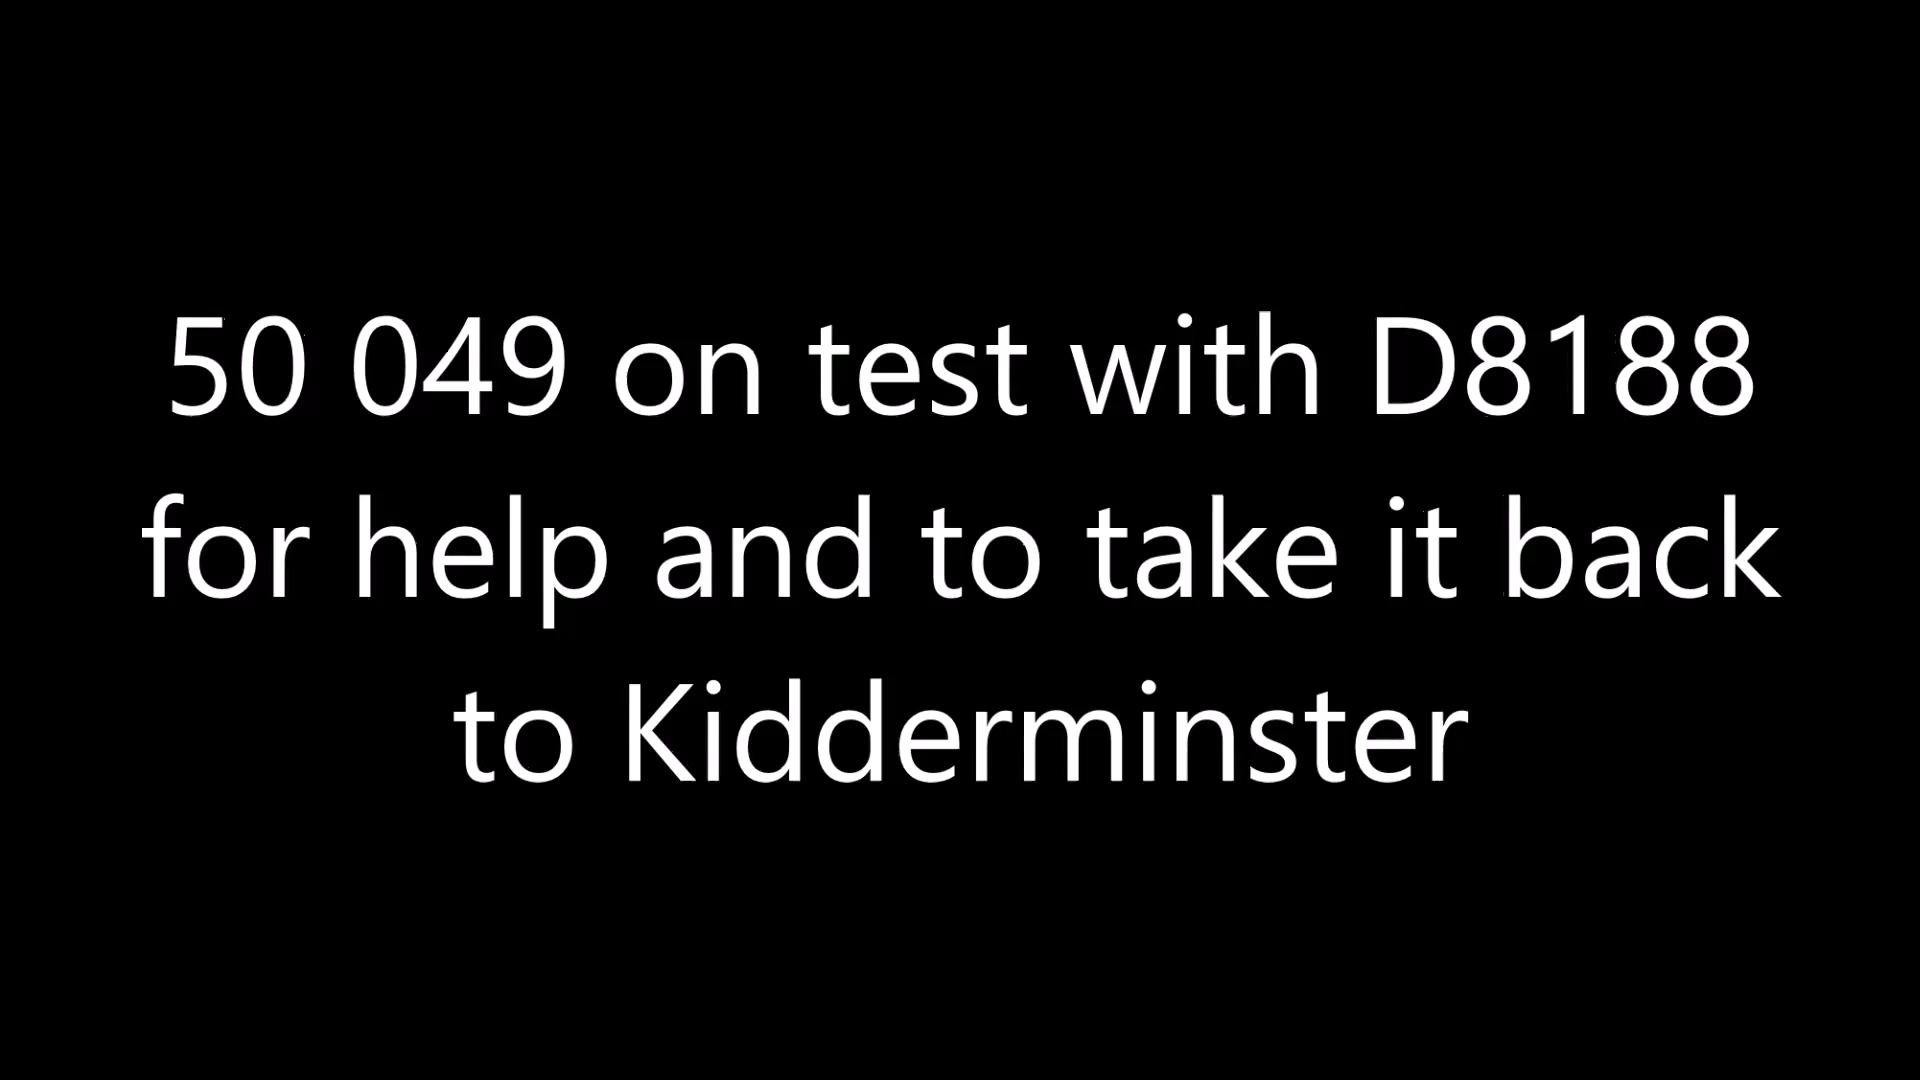 50 049 on test with D8188
for help and to take it back
to Kidderminster